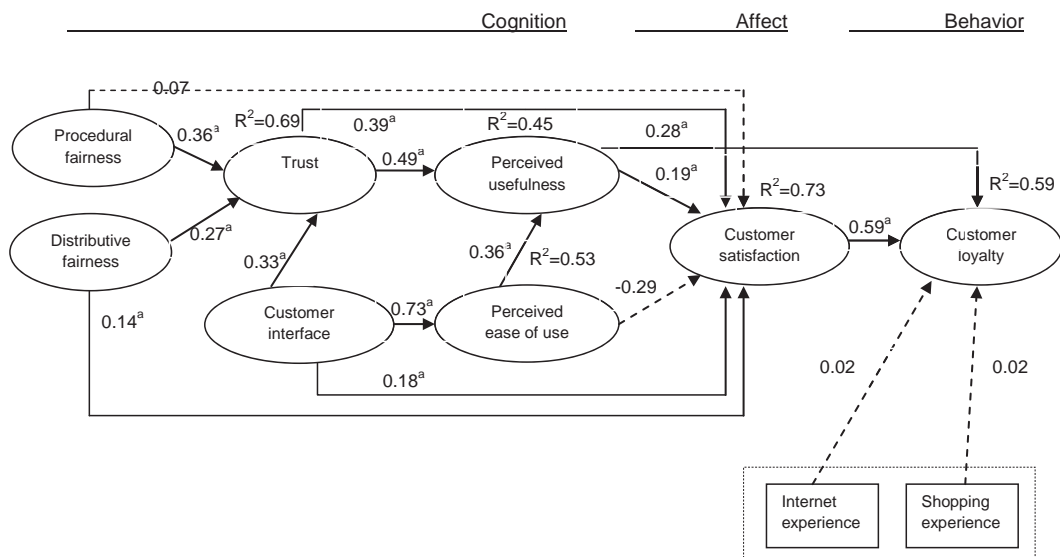 Cognition
Affect
Behavior
0.07
Procedural
fairness
0.36a
R2=0.69
Trust
0.39a
0.49a
R2=0.45
Perceived
usefulness
0.28a
0.19a
R2=0.73
R2=0.59
Distributive
fairness
0.27a
0.33a
0.36a
R2=0.53
Customer
satisfaction
0.59a
Customer
loyalty
0.14a
Customer
interface
0.73a
Perceived
ease of use
-0.29
0.18a
0.02
0.02
Internet
experience
Shopping
experience